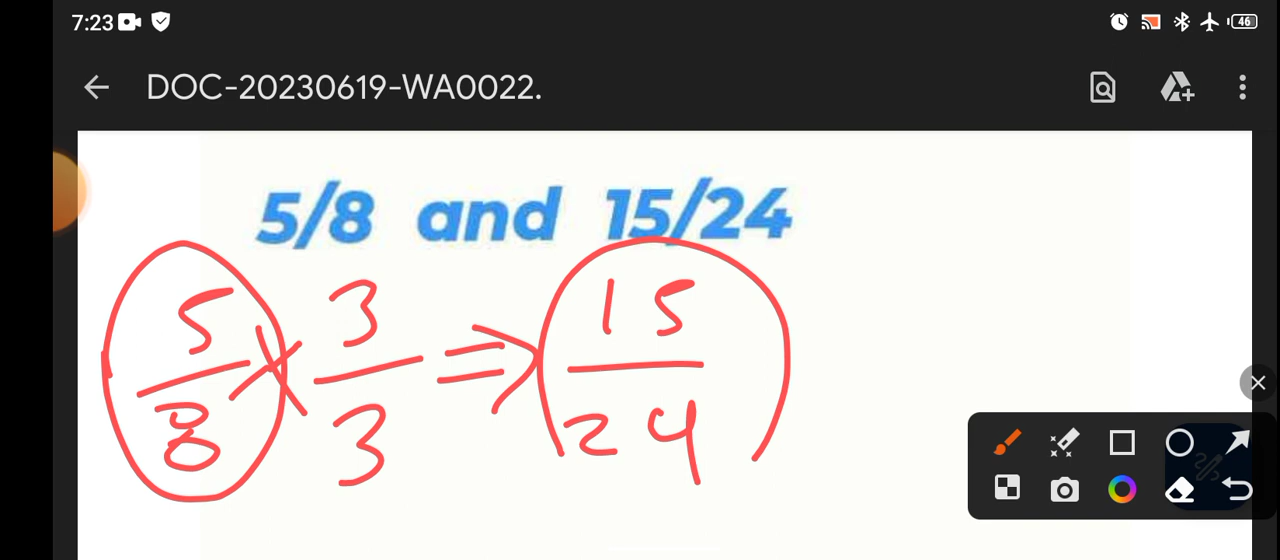 7:23 46
DOC-20230619-WA0022.
5/8 and 15/24
5/8 × 3/3 ⇒ 15/24